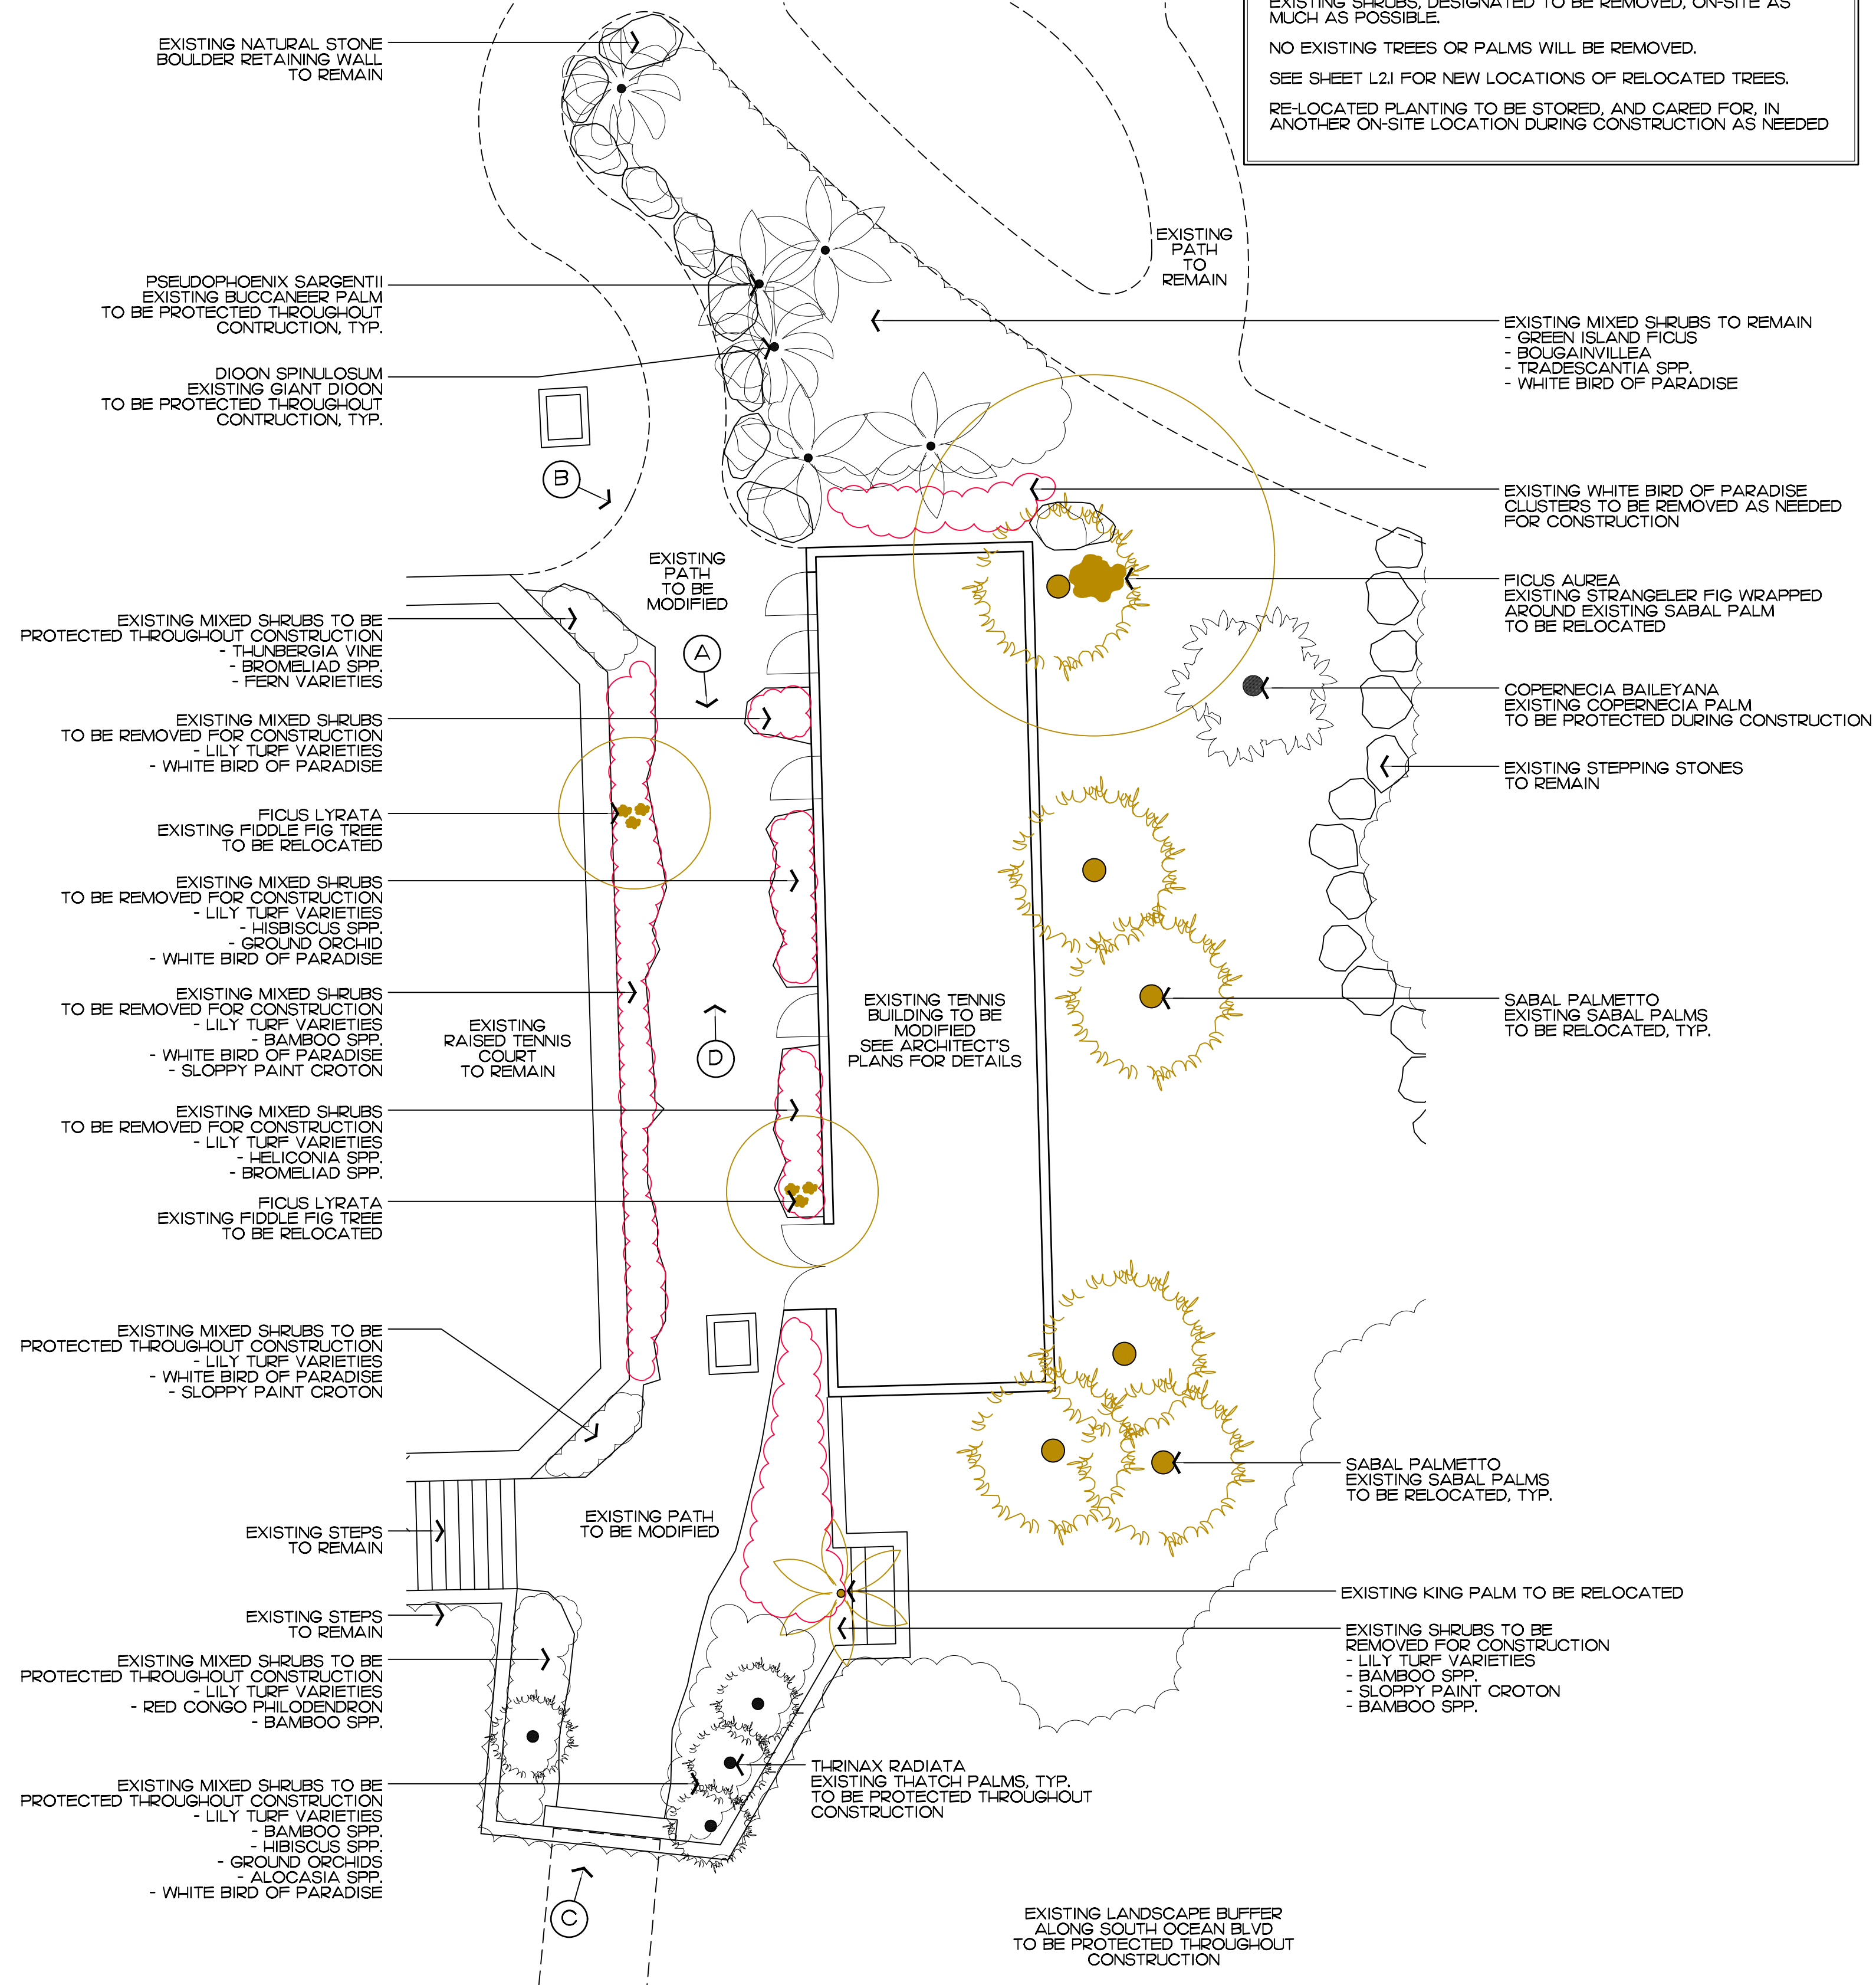 EXISTING SHRUBS, DESIGNATED TO BE REMOVED, ON-SITE AS
MUCH AS POSSIBLE.
NO EXISTING TREES OR PALMS WILL BE REMOVED.
SEE SHEET L2.1 FOR NEW LOCATIONS OF RELOCATED TREES.
RE-LOCATED PLANTING TO BE STORED, AND CARED FOR, IN
ANOTHER ON-SITE LOCATION DURING CONSTRUCTION AS NEEDED
EXISTING NATURAL STONE
BOULDER RETAINING WALL
TO REMAIN
PSEUDOPHOENIX SARGENTII
EXISTING BUCCANEER PALM
TO BE PROTECTED THROUGHOUT
CONTRUCTION, TYP.
DIOON SPINULOSUM
EXISTING GIANT DIOON
TO BE PROTECTED THROUGHOUT
CONTRUCTION, TYP.
B
EXISTING MIXED SHRUBS TO BE
PROTECTED THROUGHOUT CONSTRUCTION
- THUNBERGIA VINE
- BROMELIAD SPP.
- FERN VARIETIES
EXISTING MIXED SHRUBS
TO BE REMOVED FOR CONSTRUCTION
- LILY TURF VARIETIES
- WHITE BIRD OF PARADISE
FICUS LYRATA
EXISTING FIDDLE FIG TREE
TO BE RELOCATED
EXISTING MIXED SHRUBS
TO BE REMOVED FOR CONSTRUCTION
- LILY TURF VARIETIES
- HISBISCUS SPP.
- GROUND ORCHID
- WHITE BIRD OF PARADISE
EXISTING MIXED SHRUBS
TO BE REMOVED FOR CONSTRUCTION
- LILY TURF VARIETIES
- BAMBOO SPP.
- WHITE BIRD OF PARADISE
- SLOPPY PAINT CROTON
EXISTING MIXED SHRUBS
TO BE REMOVED FOR CONSTRUCTION
- LILY TURF VARIETIES
- HELICONIA SPP.
- BROMELIAD SPP.
FICUS LYRATA
EXISTING FIDDLE FIG TREE
TO BE RELOCATED
EXISTING MIXED SHRUBS TO BE
PROTECTED THROUGHOUT CONSTRUCTION
- LILY TURF VARIETIES
- WHITE BIRD OF PARADISE
- SLOPPY PAINT CROTON
EXISTING STEPS
TO REMAIN
EXISTING STEPS
TO REMAIN
EXISTING MIXED SHRUBS TO BE
PROTECTED THROUGHOUT CONSTRUCTION
- LILY TURF VARIETIES
- RED CONGO PHILODENDRON
- BAMBOO SPP.
EXISTING MIXED SHRUBS TO BE
PROTECTED THROUGHOUT CONSTRUCTION
- LILY TURF VARIETIES
- BAMBOO SPP.
- HIBISCUS SPP.
- GROUND ORCHIDS
- ALOCASIA SPP.
- WHITE BIRD OF PARADISE
EXISTING
PATH
TO BE
MODIFIED
A
EXISTING
RAISED TENNIS
COURT
TO REMAIN
D
EXISTING TENNIS
BUILDING TO BE
MODIFIED
SEE ARCHITECT'S
PLANS FOR DETAILS
EXISTING PATH
TO BE MODIFIED
C
THRINAX RADIATA
EXISTING THATCH PALMS, TYP.
TO BE PROTECTED THROUGHOUT
CONSTRUCTION
EXISTING
PATH
TO
REMAIN
EXISTING MIXED SHRUBS TO REMAIN
- GREEN ISLAND FICUS
- BOUGAINVILLEA
- TRADESCANTIA SPP.
- WHITE BIRD OF PARADISE
EXISTING WHITE BIRD OF PARADISE
CLUSTERS TO BE REMOVED AS NEEDED
FOR CONSTRUCTION
FICUS AUREA
EXISTING STRANGELER FIG WRAPPED
AROUND EXISTING SABAL PALM
TO BE RELOCATED
COPERNECIA BAILEYANA
EXISTING COPERNECIA PALM
TO BE PROTECTED DURING CONSTRUCTION
EXISTING STEPPING STONES
TO REMAIN
SABAL PALMETTO
EXISTING SABAL PALMS
TO BE RELOCATED, TYP.
SABAL PALMETTO
EXISTING SABAL PALMS
TO BE RELOCATED, TYP.
EXISTING KING PALM TO BE RELOCATED
EXISTING SHRUBS TO BE
REMOVED FOR CONSTRUCTION
- LILY TURF VARIETIES
- BAMBOO SPP.
- SLOPPY PAINT CROTON
- BAMBOO SPP.
EXISTING LANDSCAPE BUFFER
ALONG SOUTH OCEAN BLVD
TO BE PROTECTED THROUGHOUT
CONSTRUCTION